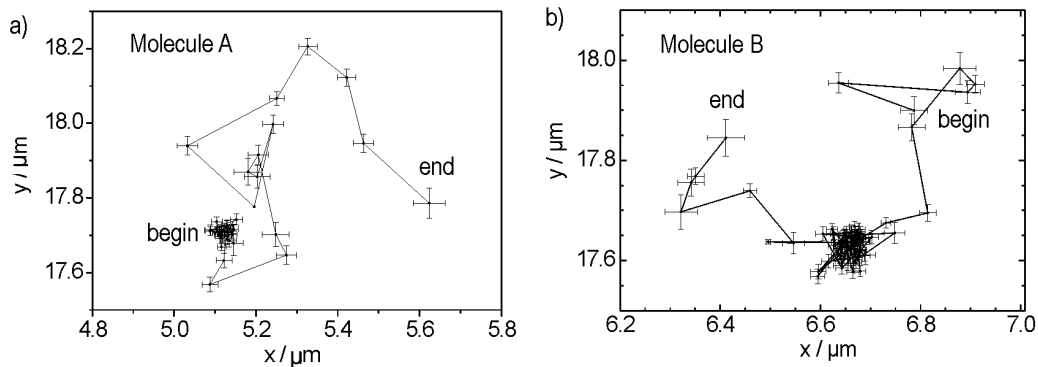 a)
Molecule A
y / µm
18.2
18.0
17.8
17.6
begin
end
4.8 5.0 5.2 5.4 5.6 5.8
x / µm
b)
Molecule B
y / µm
18.0
17.8
17.6
end
begin
6.2 6.4 6.6 6.8 7.0
x / µm